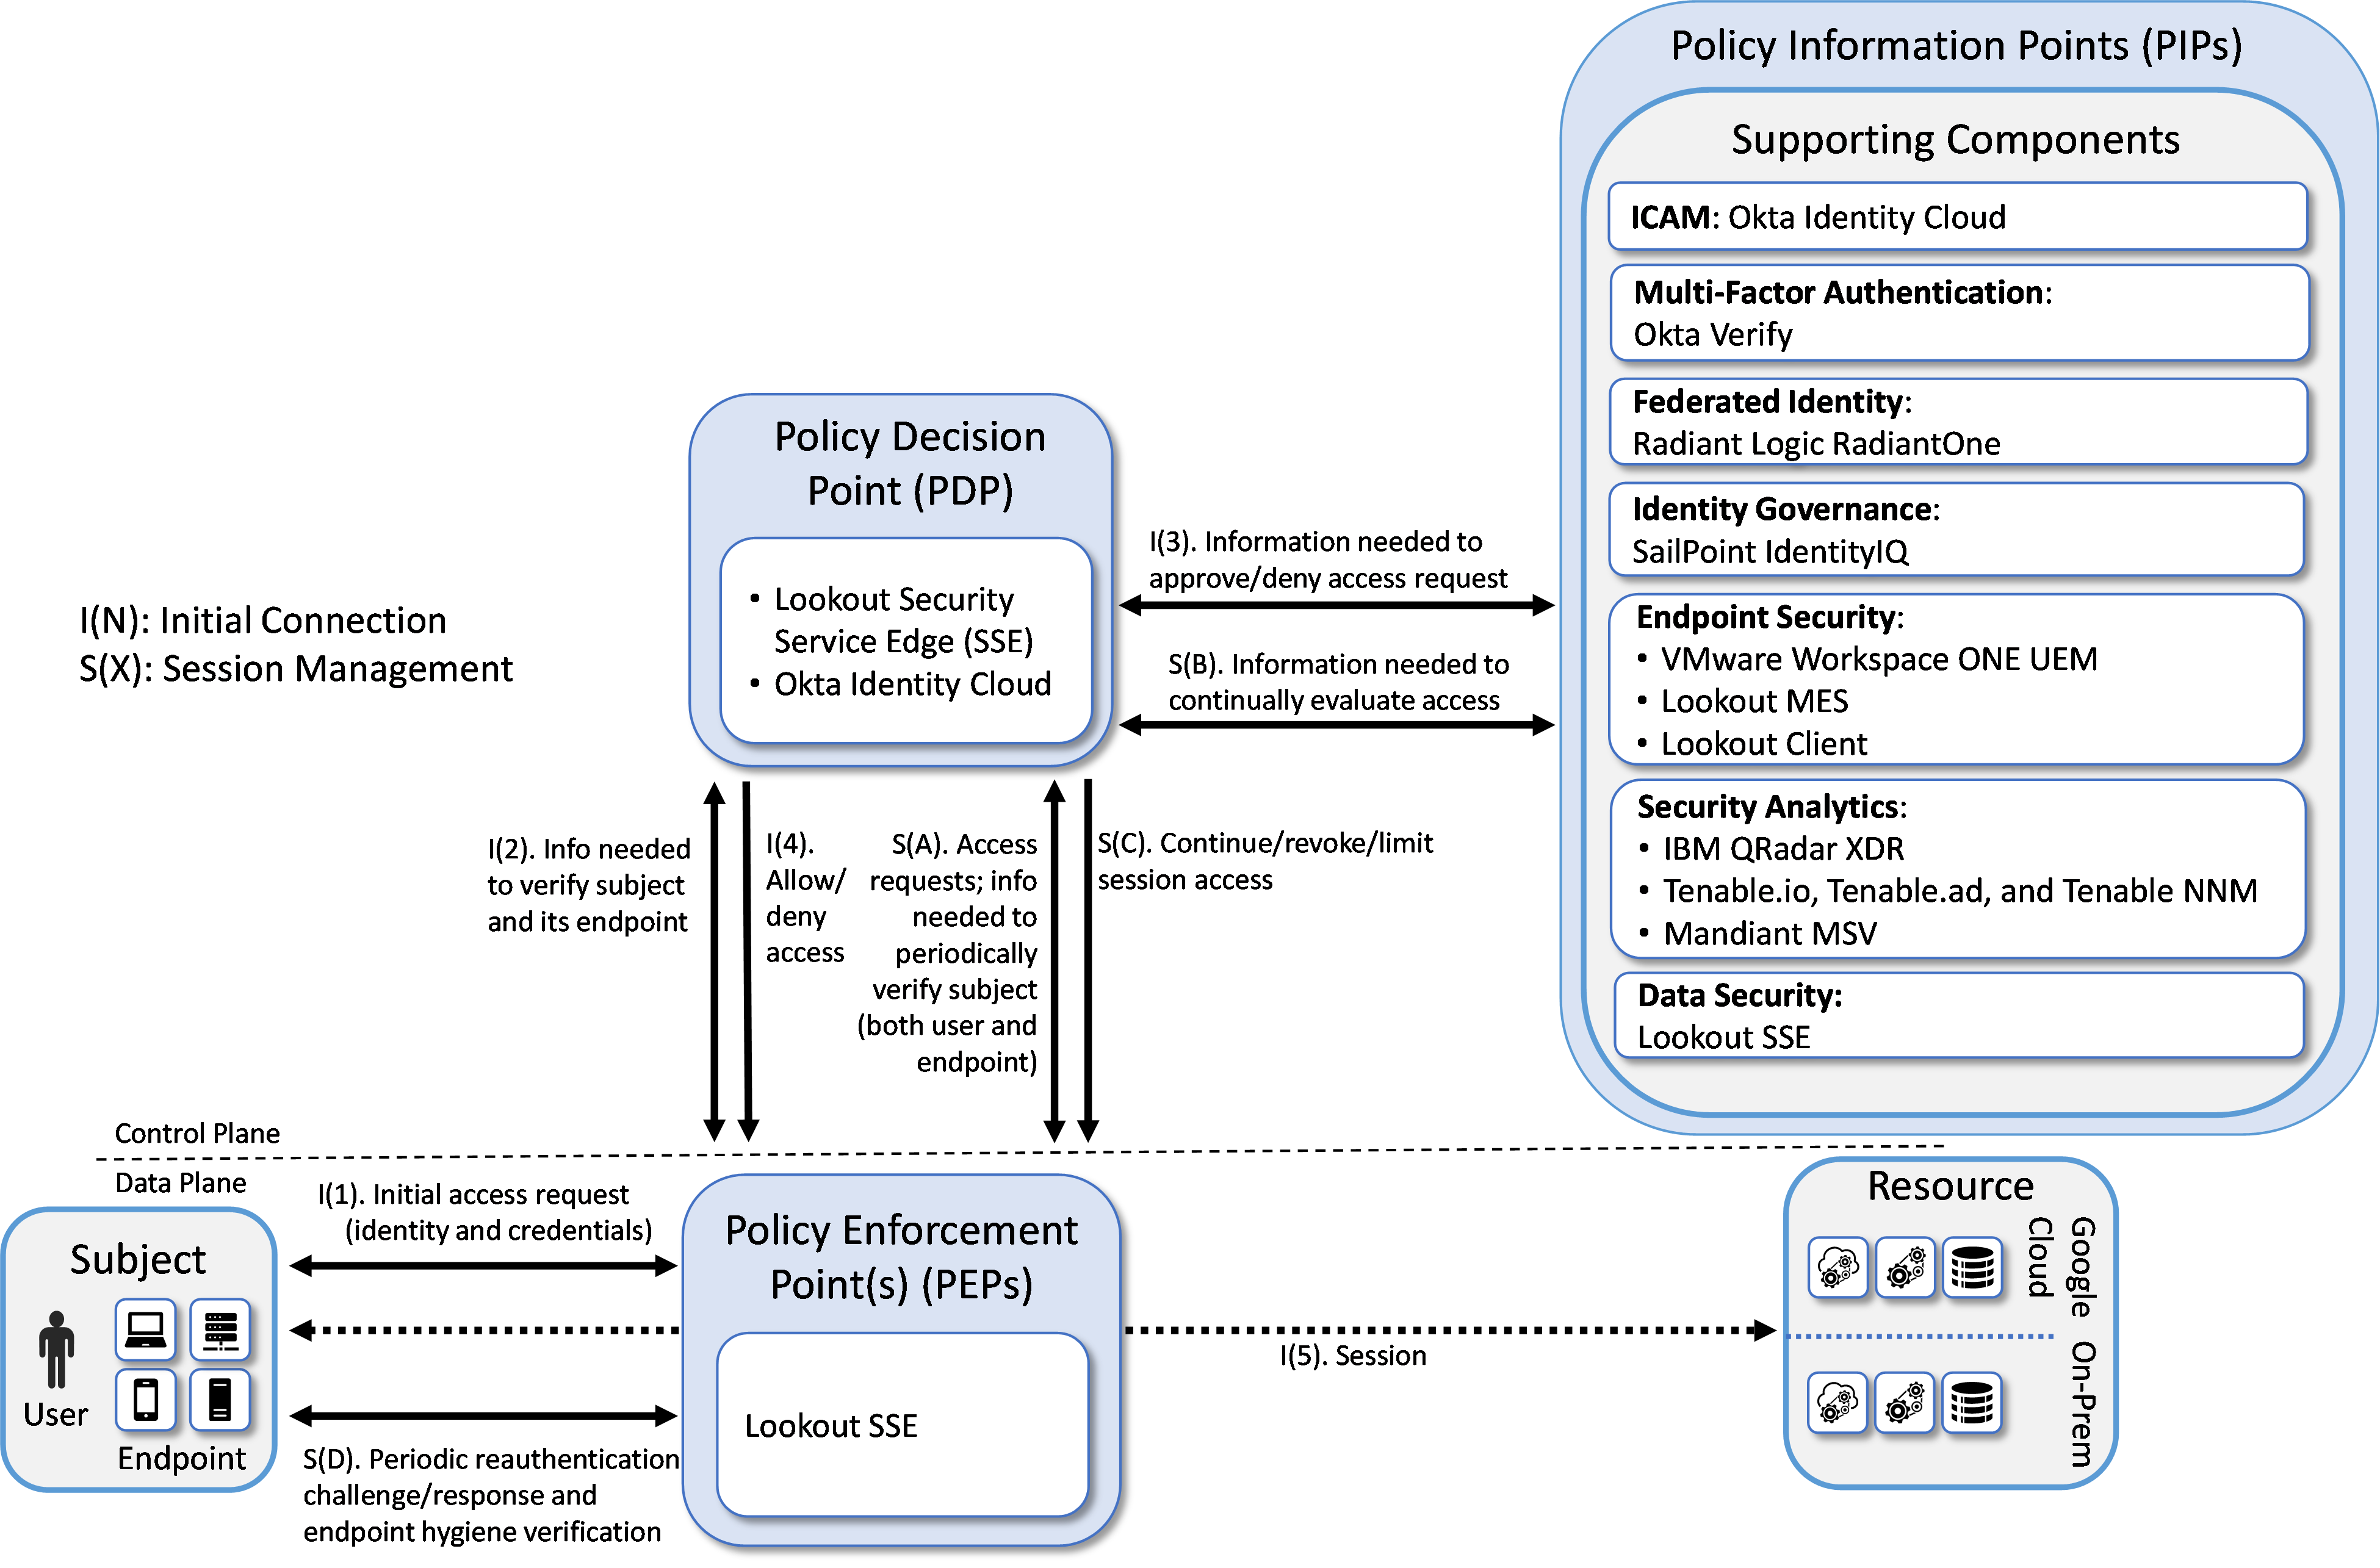 Policy Information Points (PIPs)
Supporting Components
ICAM: Okta Identity Cloud
Multi-Factor Authentication:
Okta Verify
Federated Identity:
Radiant Logic RadiantOne
Identity Governance:
SailPoint IdentityIQ
Endpoint Security:
• VMware Workspace ONE UEM
• Lookout MES
• Lookout Client
Security Analytics:
• IBM QRadar XDR
• Tenable.io, Tenable.ad, and Tenable NNM
• Mandiant MSV
Data Security:
Lookout SSE
Policy Decision
Point (PDP)
• Lookout Security
Service Edge (SSE)
• Okta Identity Cloud
I(3). Information needed to
approve/deny access request
S(B). Information needed to
continually evaluate access
I(N): Initial Connection
S(X): Session Management
I(2). Info needed
to verify subject
and its endpoint
I(4).
Allow/
deny
access
S(A). Access
requests; info
needed to
periodically
verify subject
(both user and
endpoint)
S(C). Continue/revoke/limit
session access
Control Plane
Data Plane
Subject
User
Endpoint
I(1). Initial access request
(identity and credentials)
S(D). Periodic reauthentication
challenge/response and
endpoint hygiene verification
Policy Enforcement
Point(s) (PEPs)
Lookout SSE
I(5). Session
Resource
Google
Cloud
On-Prem